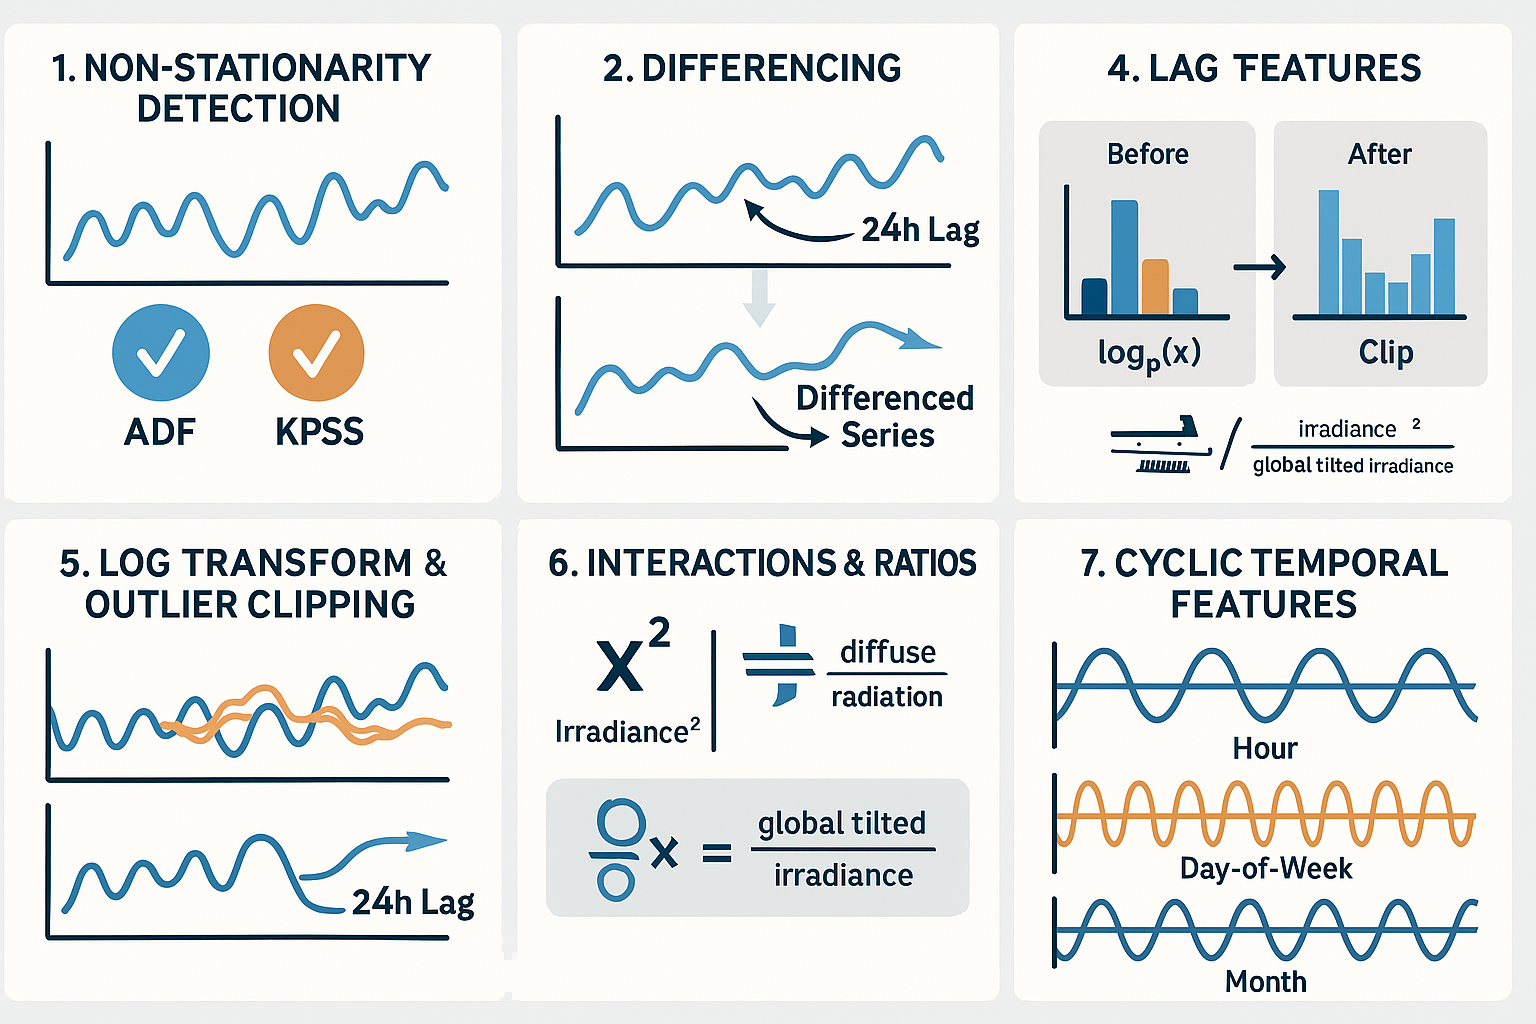 1. NON-STATIONARITY
DETECTION
ADF
KPSS
2. DIFFERENCING
24h Lag
Differenced
Series
4. LAG FEATURES
Before
After
logₚ(x)
Clip
irradiance ²
global tilted irradiance
5. LOG TRANSFORM &
OUTLIER CLIPPING
24h Lag
6. INTERACTIONS & RATIOS
X²
Irradiance²
diffuse
radiation
x =
global tilted
irradiance
7. CYCLIC TEMPORAL
FEATURES
Hour
Day-of-Week
Month